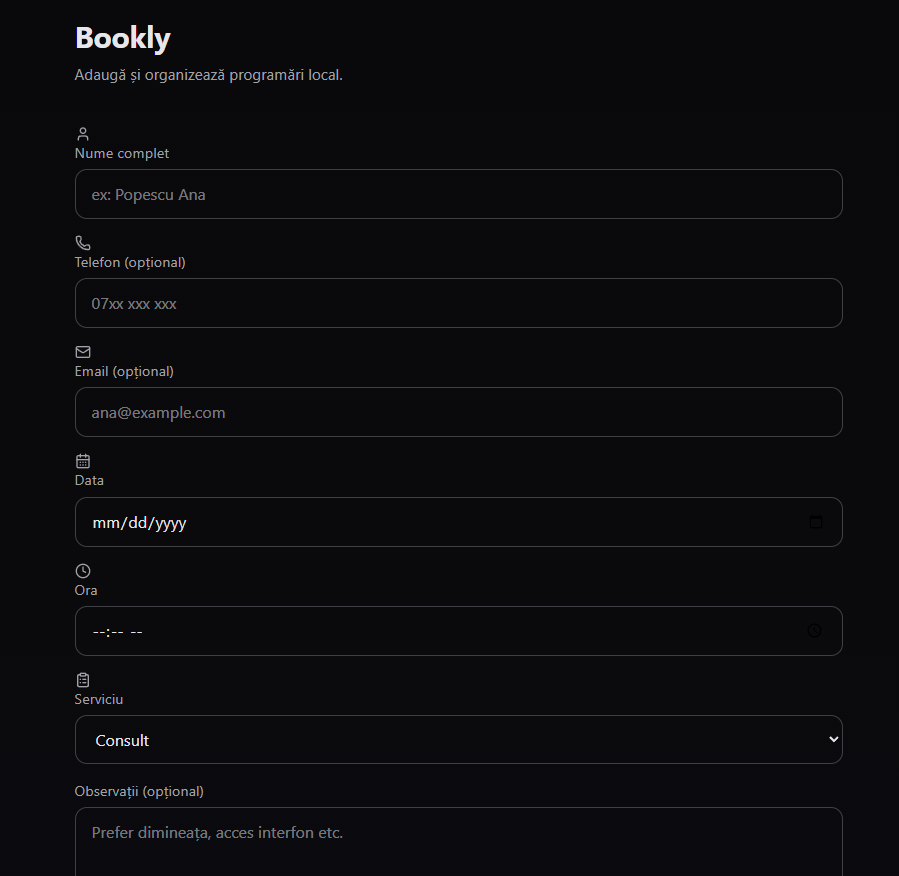 Bookly
Adaugă și organizează programări local.
Nume complet
ex: Popescu Ana
Telefon (opțional)
07xx xxx xxx
Email (opțional)
ana@example.com
Data
mm/dd/yyyy
Ora
--:-- --
Serviciu
Consult
Observații (opțional)
Prefer dimineața, acces interfon etc.